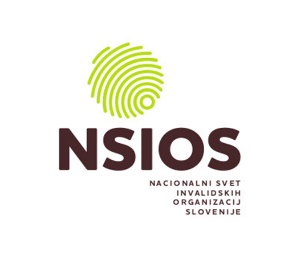 NSIOS
NACIONALNI SVET
INVALIDSKIH
ORGANIZACIJ
SLOVENIJE